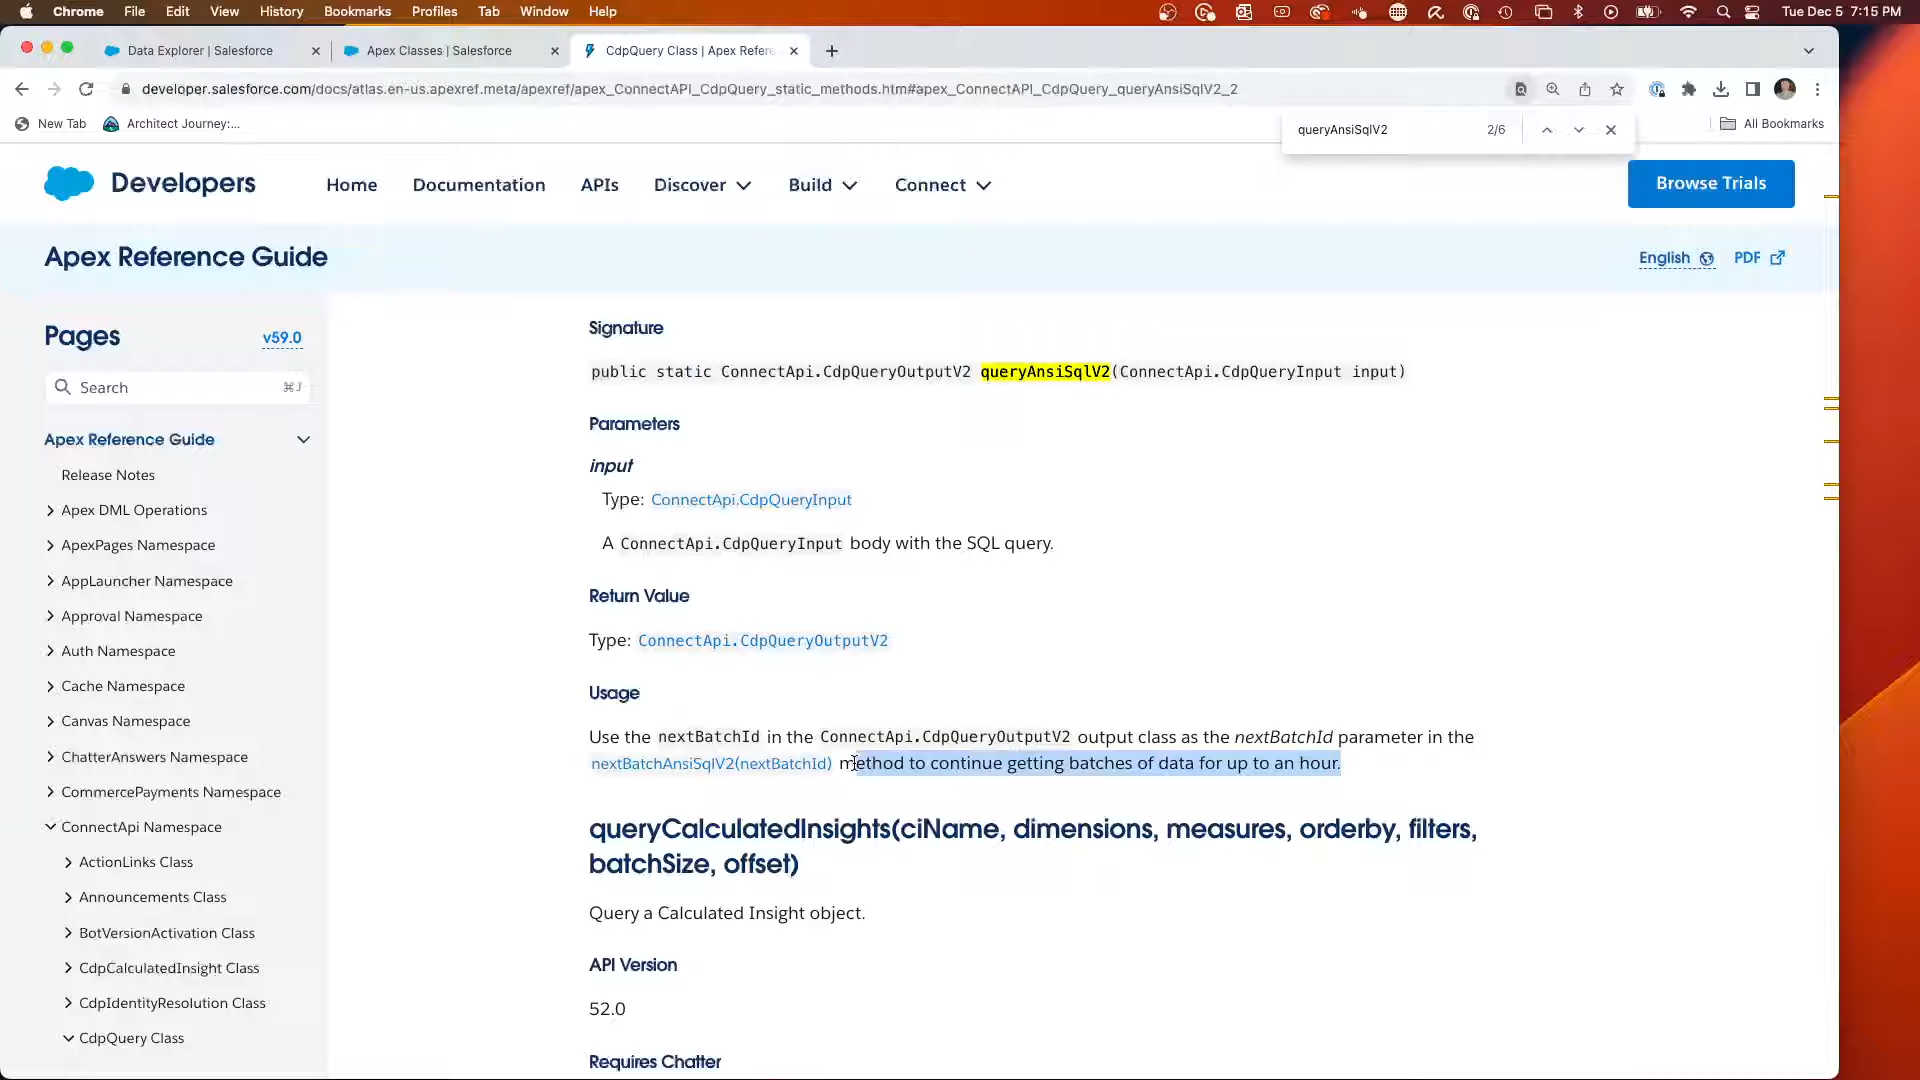 Chrome File Edit View History Bookmarks Profiles Tab Window Help Tue Dec 5 7:15 PM
Data Explorer | Salesforce Apex Classes | Salesforce CdpQuery Class | Apex Refere
developer.salesforce.com/docs/atlas.en-us.apexref.meta/apexref/apex_ConnectAPI_CdpQuery_static_methods.htm#apex_ConnectAPI_CdpQuery_queryAnsiSqlV2_2
New Tab Architect Journey:... All Bookmarks
queryAnsiSqlV2 2/6
Developers Home Documentation APIs Discover Build Connect Browse Trials
Apex Reference Guide English PDF
Pages v59.0
Search ⌘J
Apex Reference Guide
Release Notes
Apex DML Operations
ApexPages Namespace
AppLauncher Namespace
Approval Namespace
Auth Namespace
Cache Namespace
Canvas Namespace
ChatterAnswers Namespace
CommercePayments Namespace
ConnectApi Namespace
ActionLinks Class
Announcements Class
BotVersionActivation Class
CdpCalculatedInsight Class
CdpIdentityResolution Class
CdpQuery Class
Signature
public static ConnectApi.CdpQueryOutputV2 queryAnsiSqlV2(ConnectApi.CdpQueryInput input)
Parameters
input
Type: ConnectApi.CdpQueryInput
A ConnectApi.CdpQueryInput body with the SQL query.
Return Value
Type: ConnectApi.CdpQueryOutputV2
Usage
Use the nextBatchId in the ConnectApi.CdpQueryOutputV2 output class as the nextBatchId parameter in the
nextBatchAnsiSqlV2(nextBatchId) method to continue getting batches of data for up to an hour.
queryCalculatedInsights(ciName, dimensions, measures, orderby, filters,
batchSize, offset)
Query a Calculated Insight object.
API Version
52.0
Requires Chatter